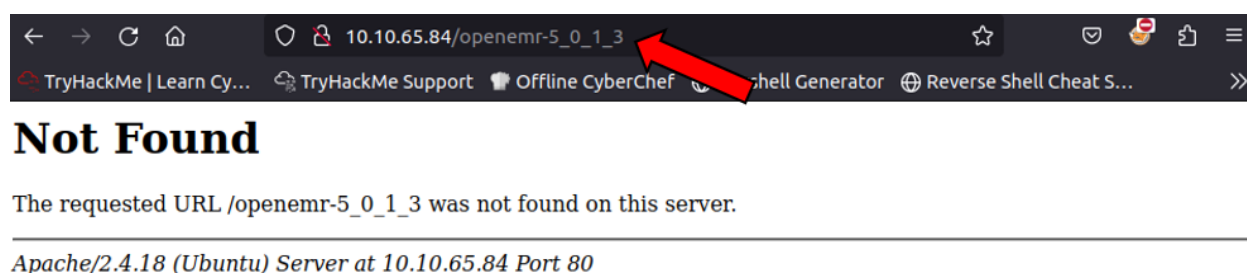 10.10.65.84/openemr-5_0_1_3
TryHackMe | Learn Cy... TryHackMe Support Offline CyberChef shell Generator Reverse Shell Cheat S...
Not Found
The requested URL /openemr-5_0_1_3 was not found on this server.
Apache/2.4.18 (Ubuntu) Server at 10.10.65.84 Port 80